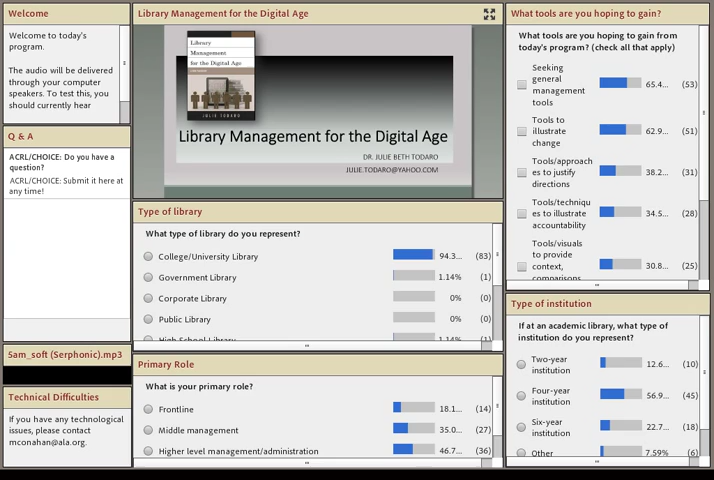 Welcome
Welcome to today's
program.
The audio will be delivered
through your computer
speakers. To test this, you
should currently hear
Q & A
ACRL/CHOICE: Do you have a
question?
ACRL/CHOICE: Submit it here at
any time!
5am_soft (Serphonic).mp3
Technical Difficulties
If you have any technological
issues, please contact
mconahan@ala.org.
Library Management for the Digital Age
Library
Management
for the Digital Age
JULIE TODARO
Library Management for the Digital Age
DR. JULIE BETH TODARO
JULIE.TODARO@YAHOO.COM
Type of library
What type of library do you represent?
College/University Library 94.3... (83)
Government Library 1.14% (1)
Corporate Library 0% (0)
Public Library 0% (0)
High School Library 1.14% (1)
Primary Role
What is your primary role?
Frontline 18.1... (14)
Middle management 35.0... (27)
Higher level management/administration 46.7... (36)
What tools are you hoping to gain?
What tools are you hoping to gain from
today's program? (check all that apply)
Seeking
general
management
tools
65.4... (53)
Tools to
illustrate
change
62.9... (51)
Tools/approach
es to justify
directions
38.2... (31)
Tools/techniqu
es to illustrate
accountability
34.5... (28)
Tools/visuals
to provide
context,
comparisons
30.8... (25)
Type of institution
If at an academic library, what type of
institution do you represent?
Two-year
institution
12.6... (10)
Four-year
institution
56.9... (45)
Six-year
institution
22.7... (18)
Other 7.59% (6)